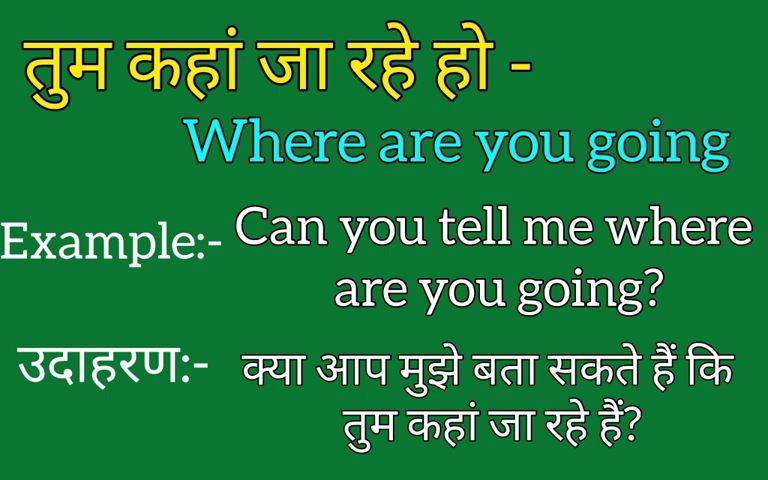 तुम कहां जा रहे हो -
Where are you going
Example:- Can you tell me where
are you going?
उदाहरण:- क्या आप मुझे बता सकते हैं कि
तुम कहां जा रहे हैं?